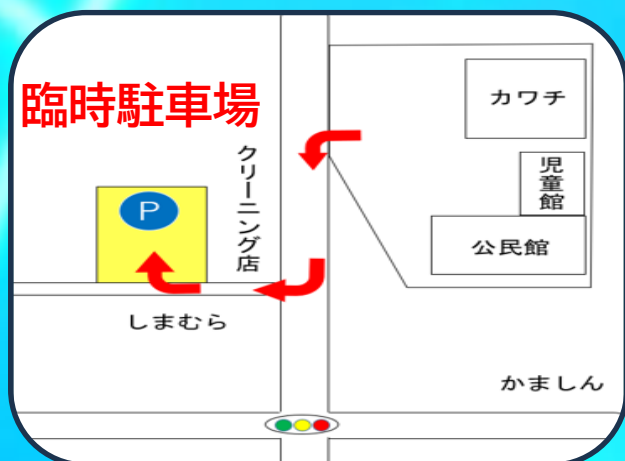 臨時駐車場
カワチ
クリーニング店
児童館
P
公民館
しまむら
かましん